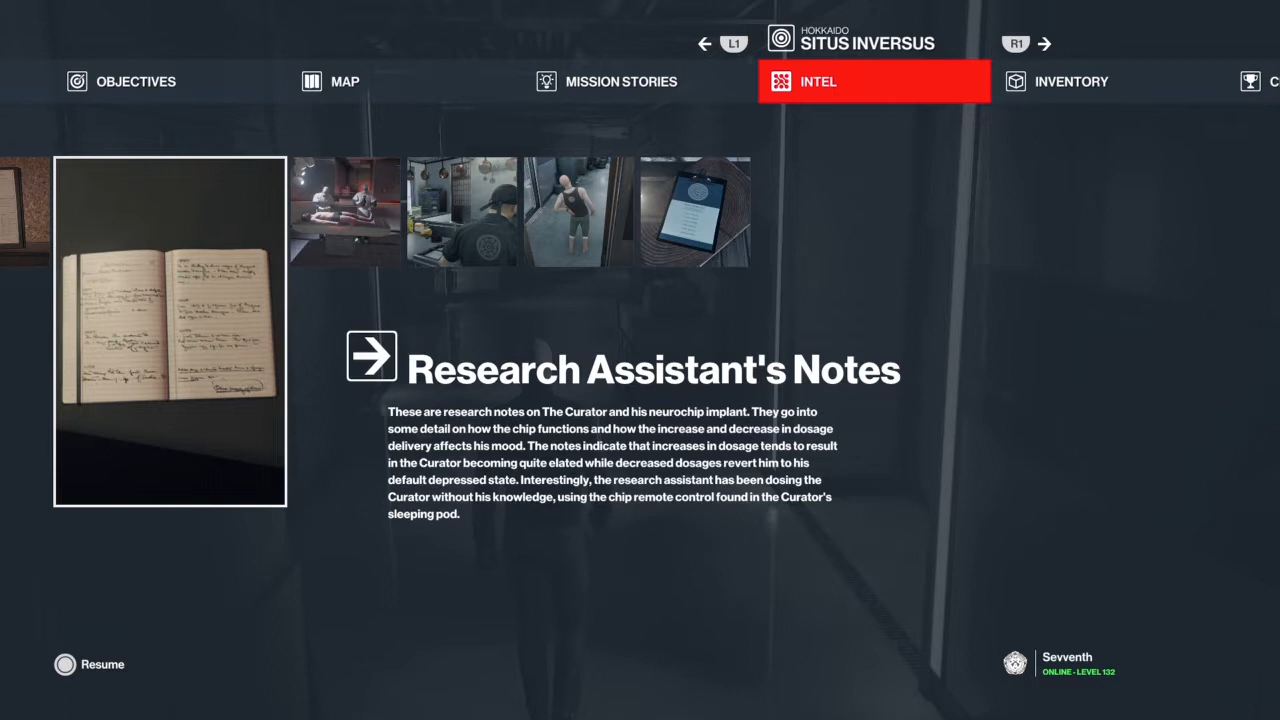 HOKKAIDO
L1
SITUS INVERSUS
R1
OBJECTIVES
MAP
MISSION STORIES
INTEL
INVENTORY
C
Research Assistant's Notes
These are research notes on The Curator and his neurochip implant. They go into
some detail on how the chip functions and how the increase and decrease in dosage
delivery affects his mood. The notes indicate that increases in dosage tends to result
in the Curator becoming quite elated while decreased dosages revert him to his
default depressed state. Interestingly, the research assistant has been dosing the
Curator without his knowledge, using the chip remote control found in the Curator's
sleeping pod.
Resume
Sevventh
ONLINE - LEVEL 132